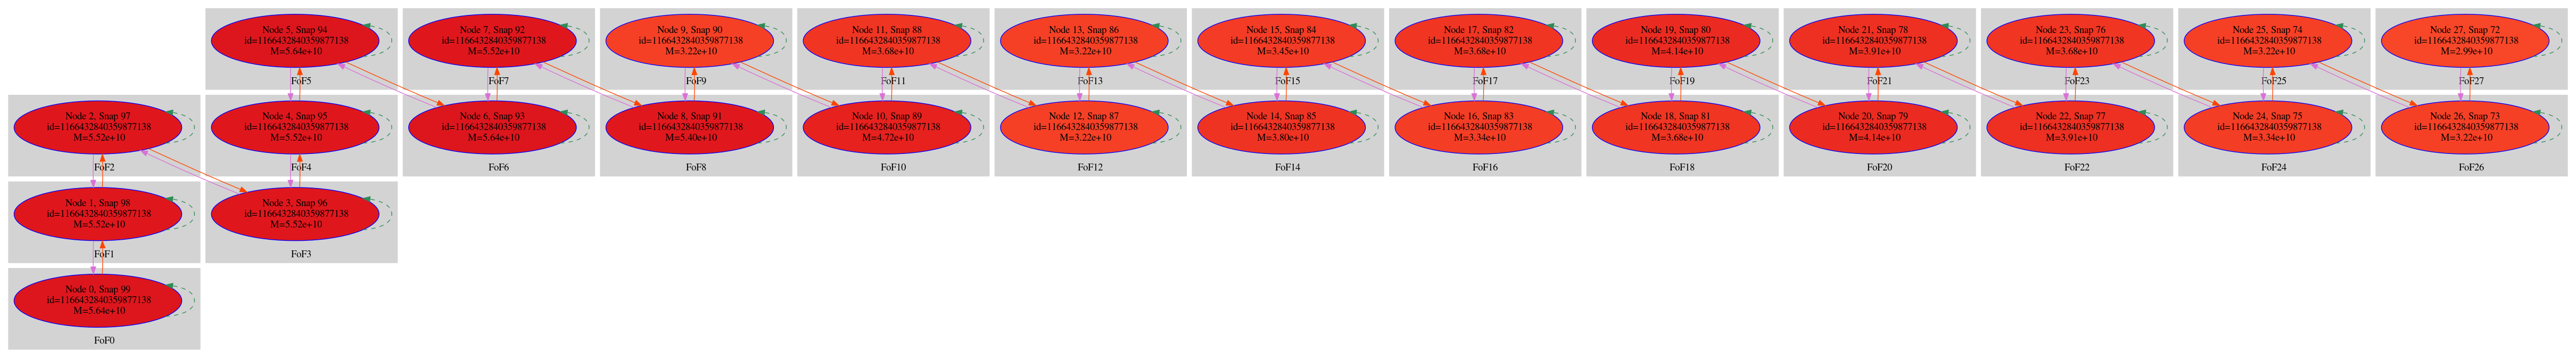 Node 5, Snap 94
id=1166432840359877138
M=5.64e+10
FoF5
Node 7, Snap 92
id=1166432840359877138
M=5.52e+10
FoF7
Node 9, Snap 90
id=1166432840359877138
M=3.22e+10
FoF9
Node 11, Snap 88
id=1166432840359877138
M=3.68e+10
FoF11
Node 13, Snap 86
id=1166432840359877138
M=3.22e+10
FoF13
Node 15, Snap 84
id=1166432840359877138
M=3.45e+10
FoF15
Node 17, Snap 82
id=1166432840359877138
M=3.68e+10
FoF17
Node 19, Snap 80
id=1166432840359877138
M=4.14e+10
FoF19
Node 21, Snap 78
id=1166432840359877138
M=3.91e+10
FoF21
Node 23, Snap 76
id=1166432840359877138
M=3.68e+10
FoF23
Node 25, Snap 74
id=1166432840359877138
M=3.22e+10
FoF25
Node 27, Snap 72
id=1166432840359877138
M=2.99e+10
FoF27
Node 2, Snap 97
id=1166432840359877138
M=5.52e+10
FoF2
Node 4, Snap 95
id=1166432840359877138
M=5.52e+10
FoF4
Node 6, Snap 93
id=1166432840359877138
M=5.64e+10
FoF6
Node 8, Snap 91
id=1166432840359877138
M=5.40e+10
FoF8
Node 10, Snap 89
id=1166432840359877138
M=4.72e+10
FoF10
Node 12, Snap 87
id=1166432840359877138
M=3.22e+10
FoF12
Node 14, Snap 85
id=1166432840359877138
M=3.80e+10
FoF14
Node 16, Snap 83
id=1166432840359877138
M=3.34e+10
FoF16
Node 18, Snap 81
id=1166432840359877138
M=3.68e+10
FoF18
Node 20, Snap 79
id=1166432840359877138
M=4.14e+10
FoF20
Node 22, Snap 77
id=1166432840359877138
M=3.91e+10
FoF22
Node 24, Snap 75
id=1166432840359877138
M=3.34e+10
FoF24
Node 26, Snap 73
id=1166432840359877138
M=3.22e+10
FoF26
Node 1, Snap 98
id=1166432840359877138
M=5.52e+10
FoF1
Node 3, Snap 96
id=1166432840359877138
M=5.52e+10
FoF3
Node 0, Snap 99
id=1166432840359877138
M=5.64e+10
FoF0